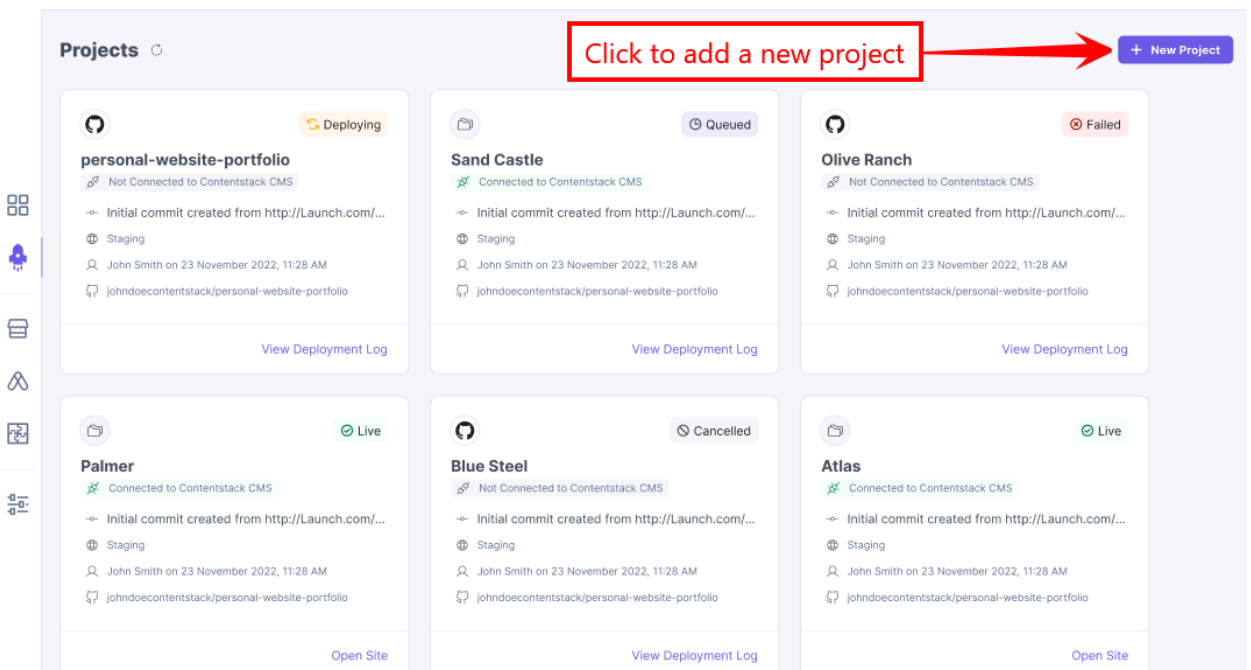 Projects
Click to add a new project
+ New Project
Deploying
personal-website-portfolio
Not Connected to Contentstack CMS
Initial commit created from http://Launch.com/...
Staging
John Smith on 23 November 2022, 11:28 AM
johndoecontentstack/personal-website-portfolio
View Deployment Log
Queued
Sand Castle
Connected to Contentstack CMS
Initial commit created from http://Launch.com/...
Staging
John Smith on 23 November 2022, 11:28 AM
johndoecontentstack/personal-website-portfolio
View Deployment Log
Failed
Olive Ranch
Not Connected to Contentstack CMS
Initial commit created from http://Launch.com/...
Staging
John Smith on 23 November 2022, 11:28 AM
johndoecontentstack/personal-website-portfolio
View Deployment Log
Live
Palmer
Connected to Contentstack CMS
Initial commit created from http://Launch.com/...
Staging
John Smith on 23 November 2022, 11:28 AM
johndoecontentstack/personal-website-portfolio
Open Site
Cancelled
Blue Steel
Not Connected to Contentstack CMS
Initial commit created from http://Launch.com/...
Staging
John Smith on 23 November 2022, 11:28 AM
johndoecontentstack/personal-website-portfolio
View Deployment Log
Live
Atlas
Connected to Contentstack CMS
Initial commit created from http://Launch.com/...
Staging
John Smith on 23 November 2022, 11:28 AM
johndoecontentstack/personal-website-portfolio
Open Site